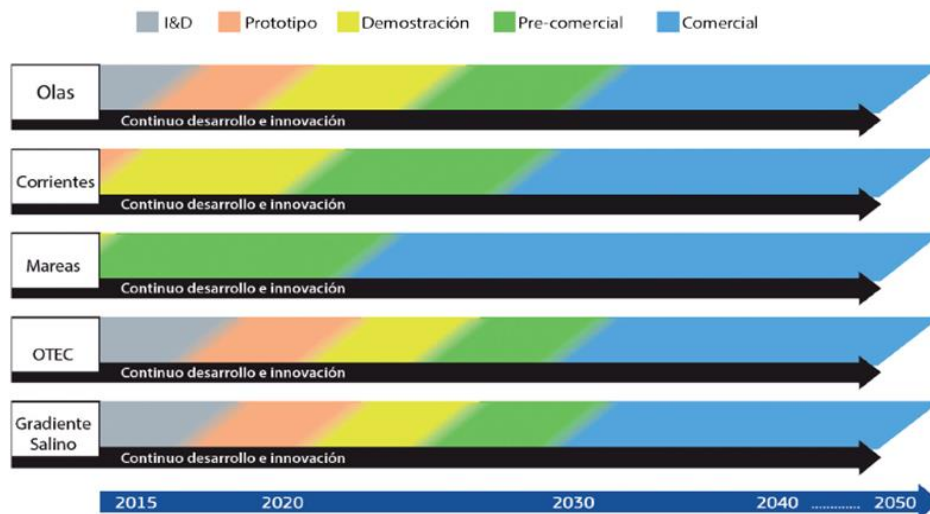 I&D Prototipo Demostración Pre-comercial Comercial
Olas
Continuo desarrollo e innovación
Corrientes
Continuo desarrollo e innovación
Mareas
Continuo desarrollo e innovación
OTEC
Continuo desarrollo e innovación
Gradiente
Salino
Continuo desarrollo e innovación
2015 2020 2030 2040 ............ 2050